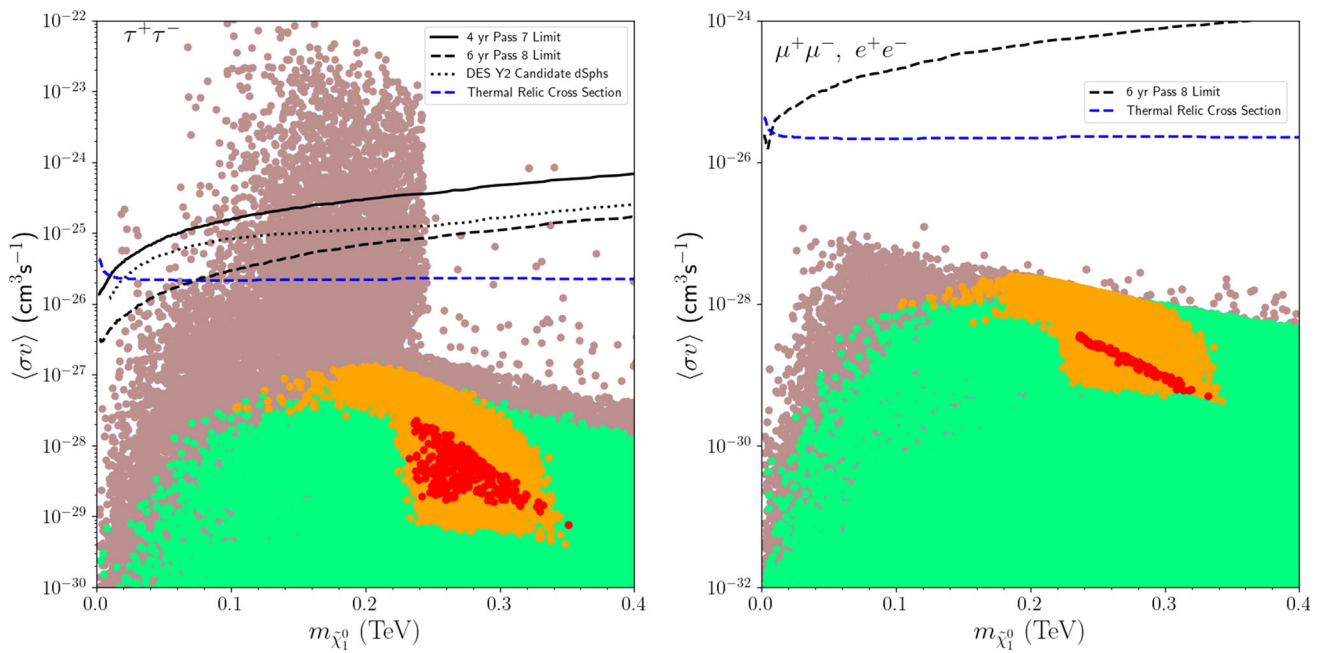 τ⁺τ⁻
4 yr Pass 7 Limit
6 yr Pass 8 Limit
DES Y2 Candidate dSphs
Thermal Relic Cross Section
10⁻²²
10⁻²³
10⁻²⁴
10⁻²⁵
10⁻²⁶
10⁻²⁷
10⁻²⁸
10⁻²⁹
10⁻³⁰
⟨σv⟩ (cm³s⁻¹)
0.0 0.1 0.2 0.3 0.4
m_χ̃₁⁰ (TeV)
μ⁺μ⁻, e⁺e⁻
6 yr Pass 8 Limit
Thermal Relic Cross Section
10⁻²⁴
10⁻²⁶
10⁻²⁸
10⁻³⁰
10⁻³²
⟨σv⟩ (cm³s⁻¹)
0.0 0.1 0.2 0.3 0.4
m_χ̃₁⁰ (TeV)